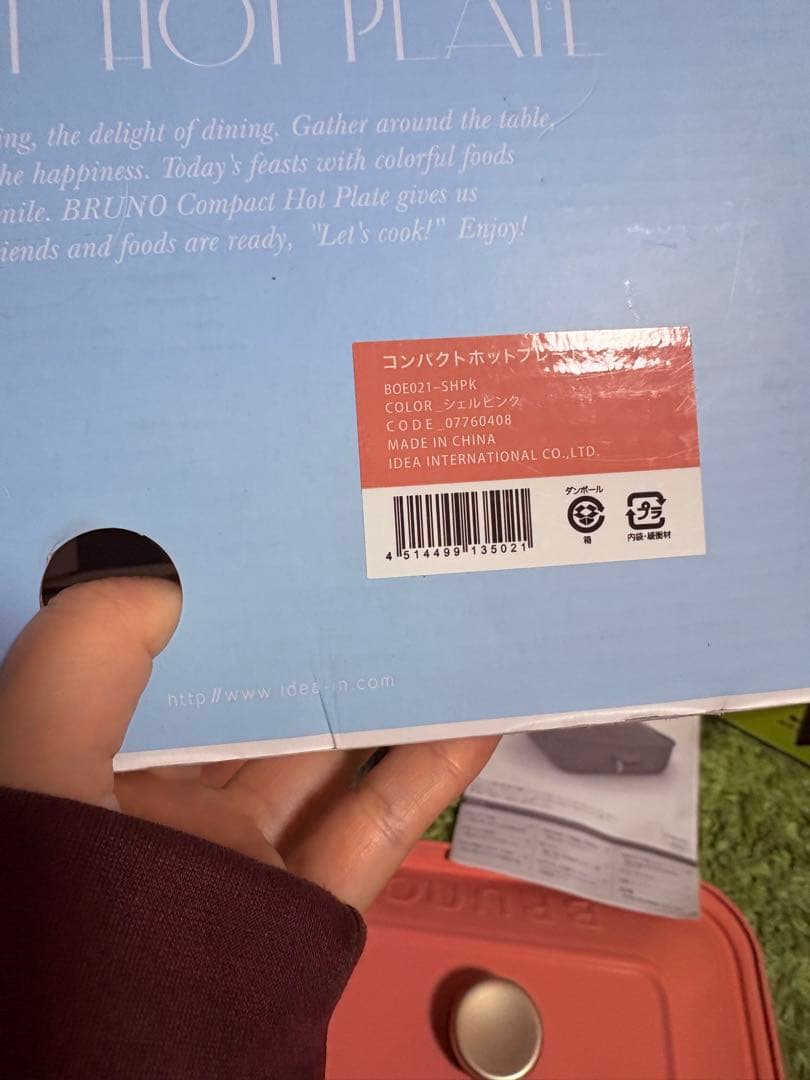 HOT PLATE
ing, the delight of dining. Gather around the table,
he happiness. Today's feasts with colorful foods
mile. BRUNO Compact Hot Plate gives us
iends and foods are ready, "Let's cook!" Enjoy!
コンパクトホットプレ
BOE021-SHPK
COLOR_シェルピンク
CODE_07760408
MADE IN CHINA
IDEA INTERNATIONAL CO.,LTD.
ダンボール
箱
プラ
内袋・緩衝材
4 514499 135021
http://www idea-in.com
BRUNO